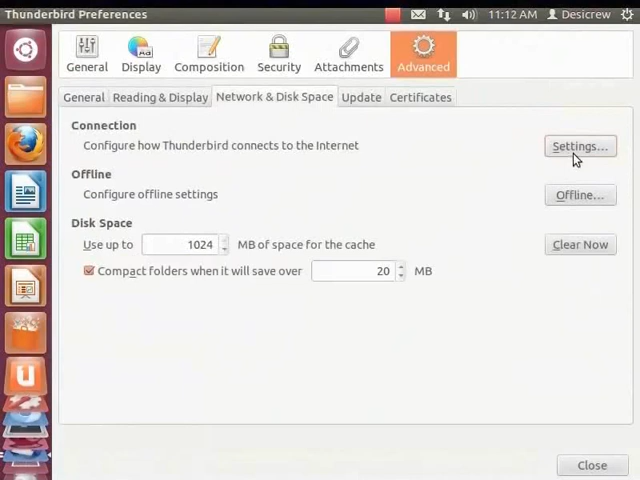 Thunderbird Preferences
11:12 AM
Desicrew
General
Display
Composition
Security
Attachments
Advanced
General
Reading & Display
Network & Disk Space
Update
Certificates
Connection
Configure how Thunderbird connects to the Internet
Settings...
Offline
Configure offline settings
Offline...
Disk Space
Use up to 1024 MB of space for the cache
Clear Now
Compact folders when it will save over 20 MB
Close